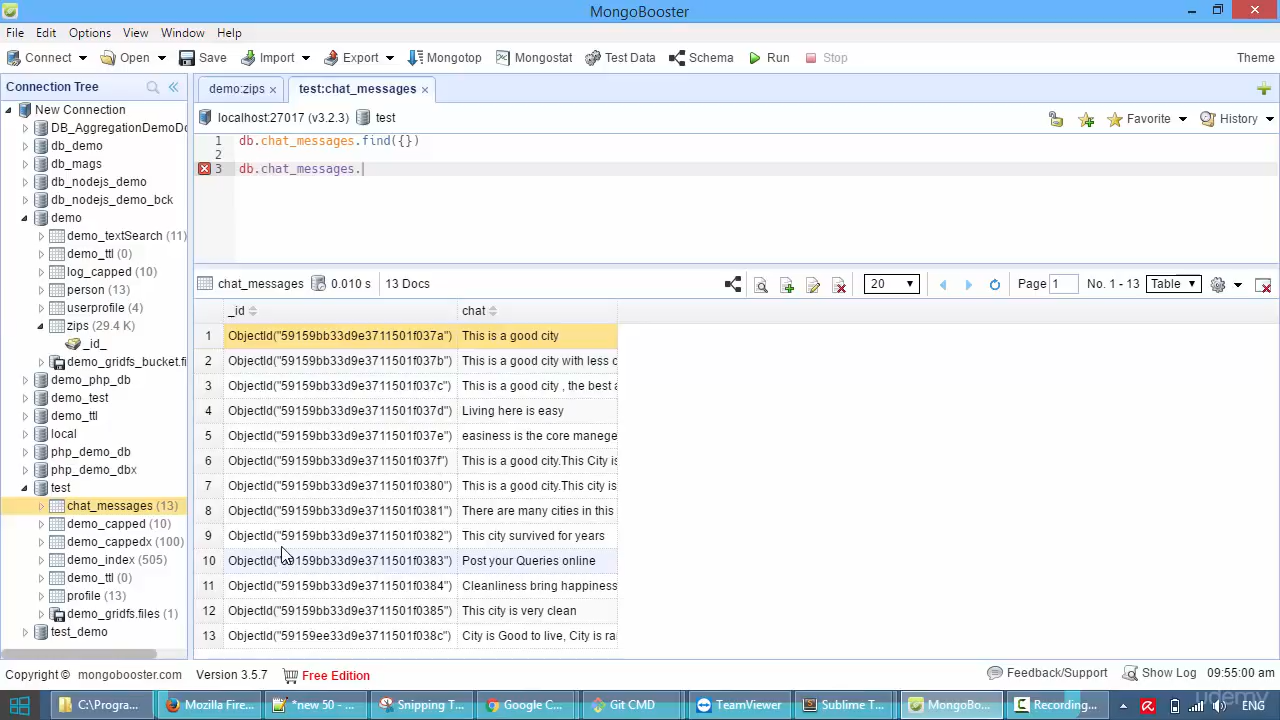 MongoBooster
File Edit Options View Window Help
Connect Open Save Import Export Mongotop Mongostat Test Data Schema Run Stop Theme
Connection Tree
demo:zips × test:chat_messages ×
localhost:27017 (v3.2.3) test
Favorite History
1 db.chat_messages.find({})
2
3 db.chat_messages.
New Connection
DB_AggregationDemoDo
db_demo
db_mags
db_nodejs_demo
db_nodejs_demo_bck
demo
demo_textSearch (11)
demo_ttl (0)
log_capped (10)
person (13)
userprofile (4)
zips (29.4 K)
_id_
demo_gridfs_bucket.fi
demo_php_db
demo_test
demo_ttl
local
php_demo_db
php_demo_dbx
test
chat_messages (13)
demo_capped (10)
demo_cappedx (100)
demo_index (505)
demo_ttl (0)
profile (13)
demo_gridfs.files (1)
test_demo
chat_messages 0.010 s 13 Docs 20 Page 1 No. 1 - 13 Table
_id chat
1 ObjectId("59159bb33d9e3711501f037a") This is a good city
2 ObjectId("59159bb33d9e3711501f037b") This is a good city with less c
3 ObjectId("59159bb33d9e3711501f037c") This is a good city , the best a
4 ObjectId("59159bb33d9e3711501f037d") Living here is easy
5 ObjectId("59159bb33d9e3711501f037e") easiness is the core manege
6 ObjectId("59159bb33d9e3711501f037f") This is a good city.This City is
7 ObjectId("59159bb33d9e3711501f0380") This is a good city.This city is
8 ObjectId("59159bb33d9e3711501f0381") There are many cities in this
9 ObjectId("59159bb33d9e3711501f0382") This city survived for years
10 ObjectId("59159bb33d9e3711501f0383") Post your Queries online
11 ObjectId("59159bb33d9e3711501f0384") Cleanliness bring happiness
12 ObjectId("59159bb33d9e3711501f0385") This city is very clean
13 ObjectId("59159ee33d9e3711501f038c") City is Good to live, City is ra
Copyright © mongobooster.com Version 3.5.7 Free Edition Feedback/Support Show Log 09:55:00 am
C:\Progra... Mozilla Fire... *new 50 - ... Snipping T... Google C... Git CMD TeamViewer Sublime T... MongoBo... Recording... ENG
udemy